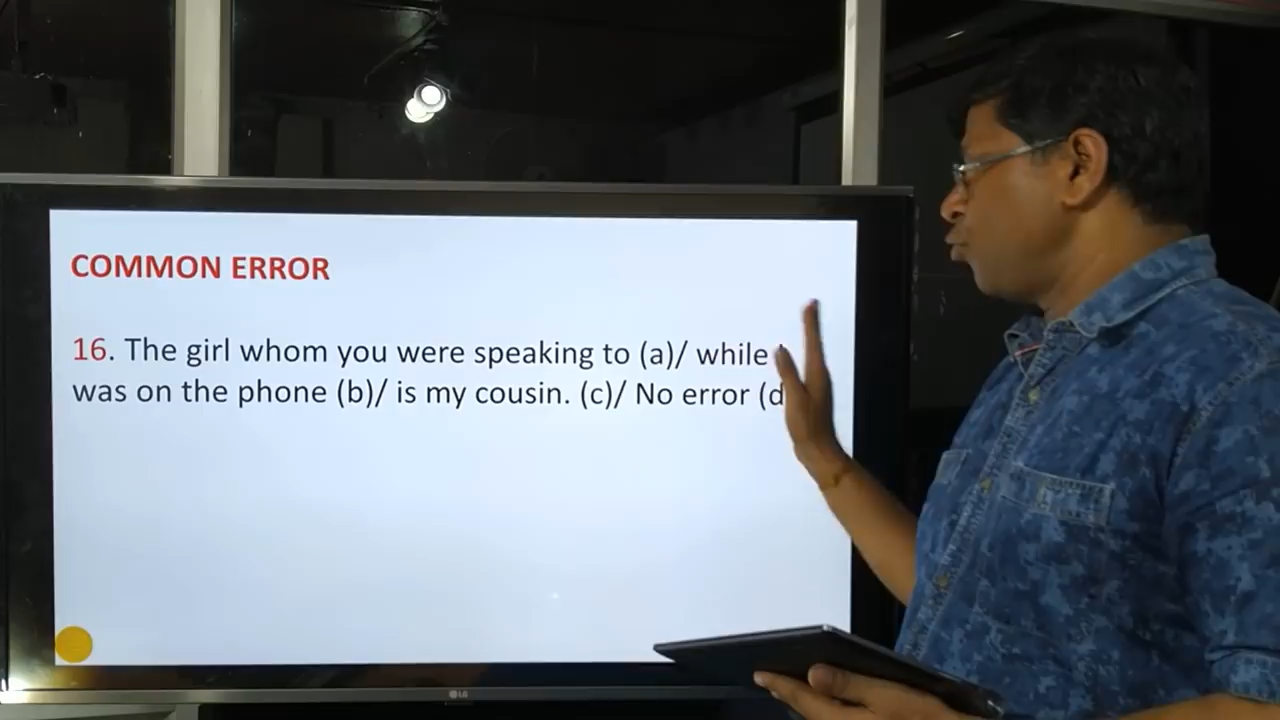 COMMON ERROR
16. The girl whom you were speaking to (a)/ while
was on the phone (b)/ is my cousin. (c)/ No error (d
LG